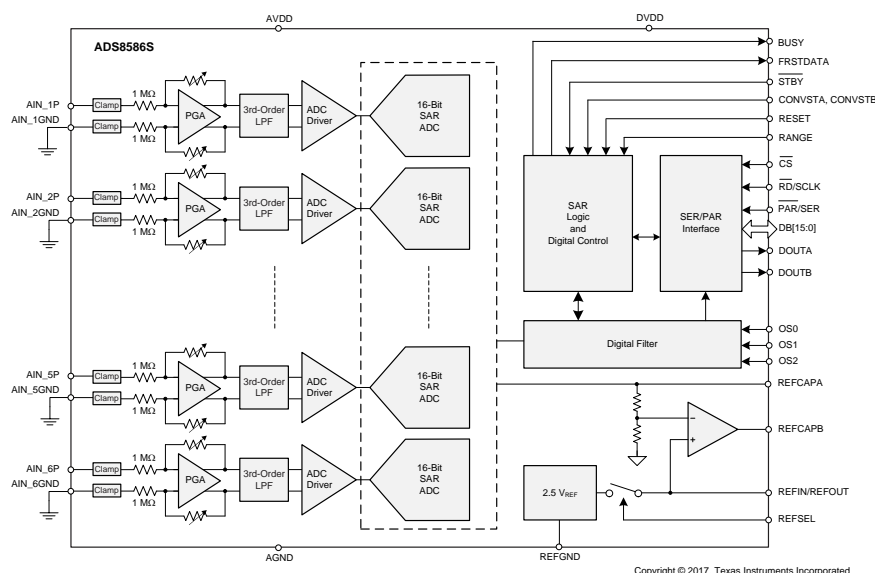 AVDD
DVDD
ADS8586S
BUSY
FRSTDATA
STBY
CONVSTA, CONVSTB
RESET
RANGE
CS
RD/SCLK
PAR/SER
DB[15:0]
DOUTA
DOUTB
OS0
OS1
OS2
REFCAPA
REFCAPB
REFIN/REFOUT
REFSEL
AIN_1P
AIN_1GND
Clamp
Clamp
1 MΩ
1 MΩ
PGA
3rd-Order
LPF
ADC
Driver
16-Bit
SAR
ADC
AIN_2P
AIN_2GND
Clamp
Clamp
1 MΩ
1 MΩ
PGA
3rd-Order
LPF
ADC
Driver
16-Bit
SAR
ADC
AIN_5P
AIN_5GND
Clamp
Clamp
1 MΩ
1 MΩ
PGA
3rd-Order
LPF
ADC
Driver
16-Bit
SAR
ADC
AIN_6P
AIN_6GND
Clamp
Clamp
1 MΩ
1 MΩ
PGA
3rd-Order
LPF
ADC
Driver
16-Bit
SAR
ADC
SAR
Logic
and
Digital Control
SER/PAR
Interface
Digital Filter
−
+
2.5 VREF
AGND
REFGND
Copyright © 2017, Texas Instruments Incorporated